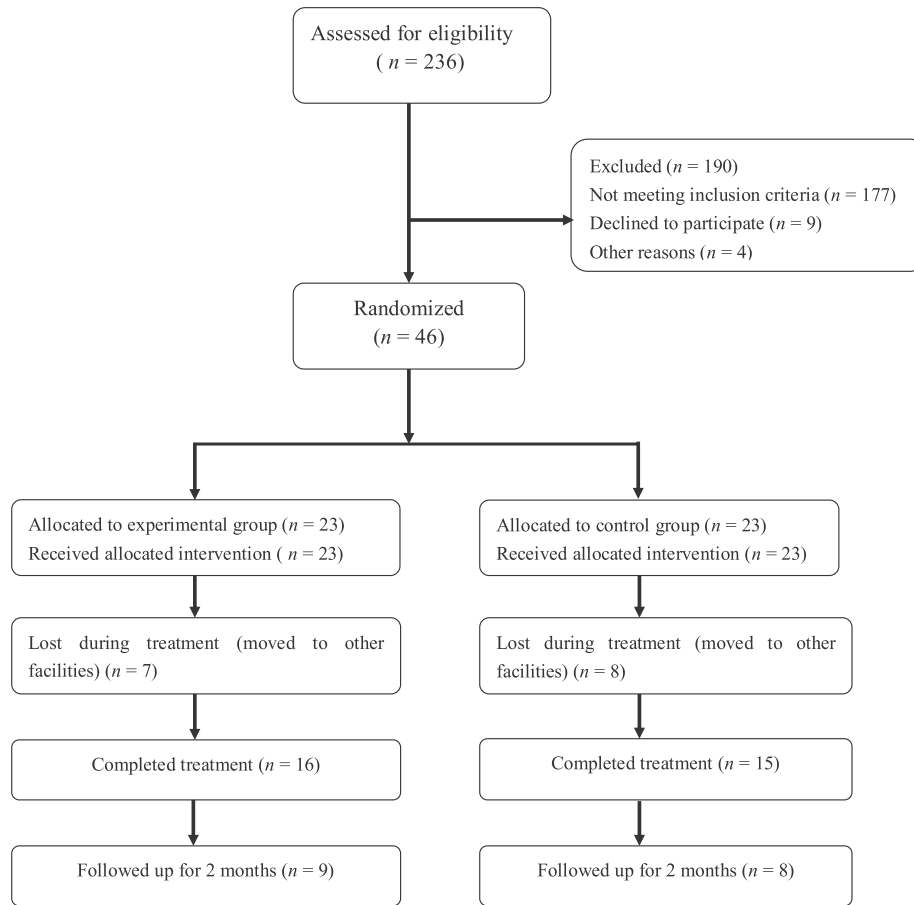 Assessed for eligibility
( n = 236)
Excluded (n = 190)
Not meeting inclusion criteria (n = 177)
Declined to participate (n = 9)
Other reasons (n = 4)
Randomized
(n = 46)
Allocated to experimental group (n = 23)
Received allocated intervention ( n = 23)
Allocated to control group (n = 23)
Received allocated intervention (n = 23)
Lost during treatment (moved to other
facilities) (n = 7)
Lost during treatment (moved to other
facilities) (n = 8)
Completed treatment (n = 16)
Completed treatment (n = 15)
Followed up for 2 months (n = 9)
Followed up for 2 months (n = 8)